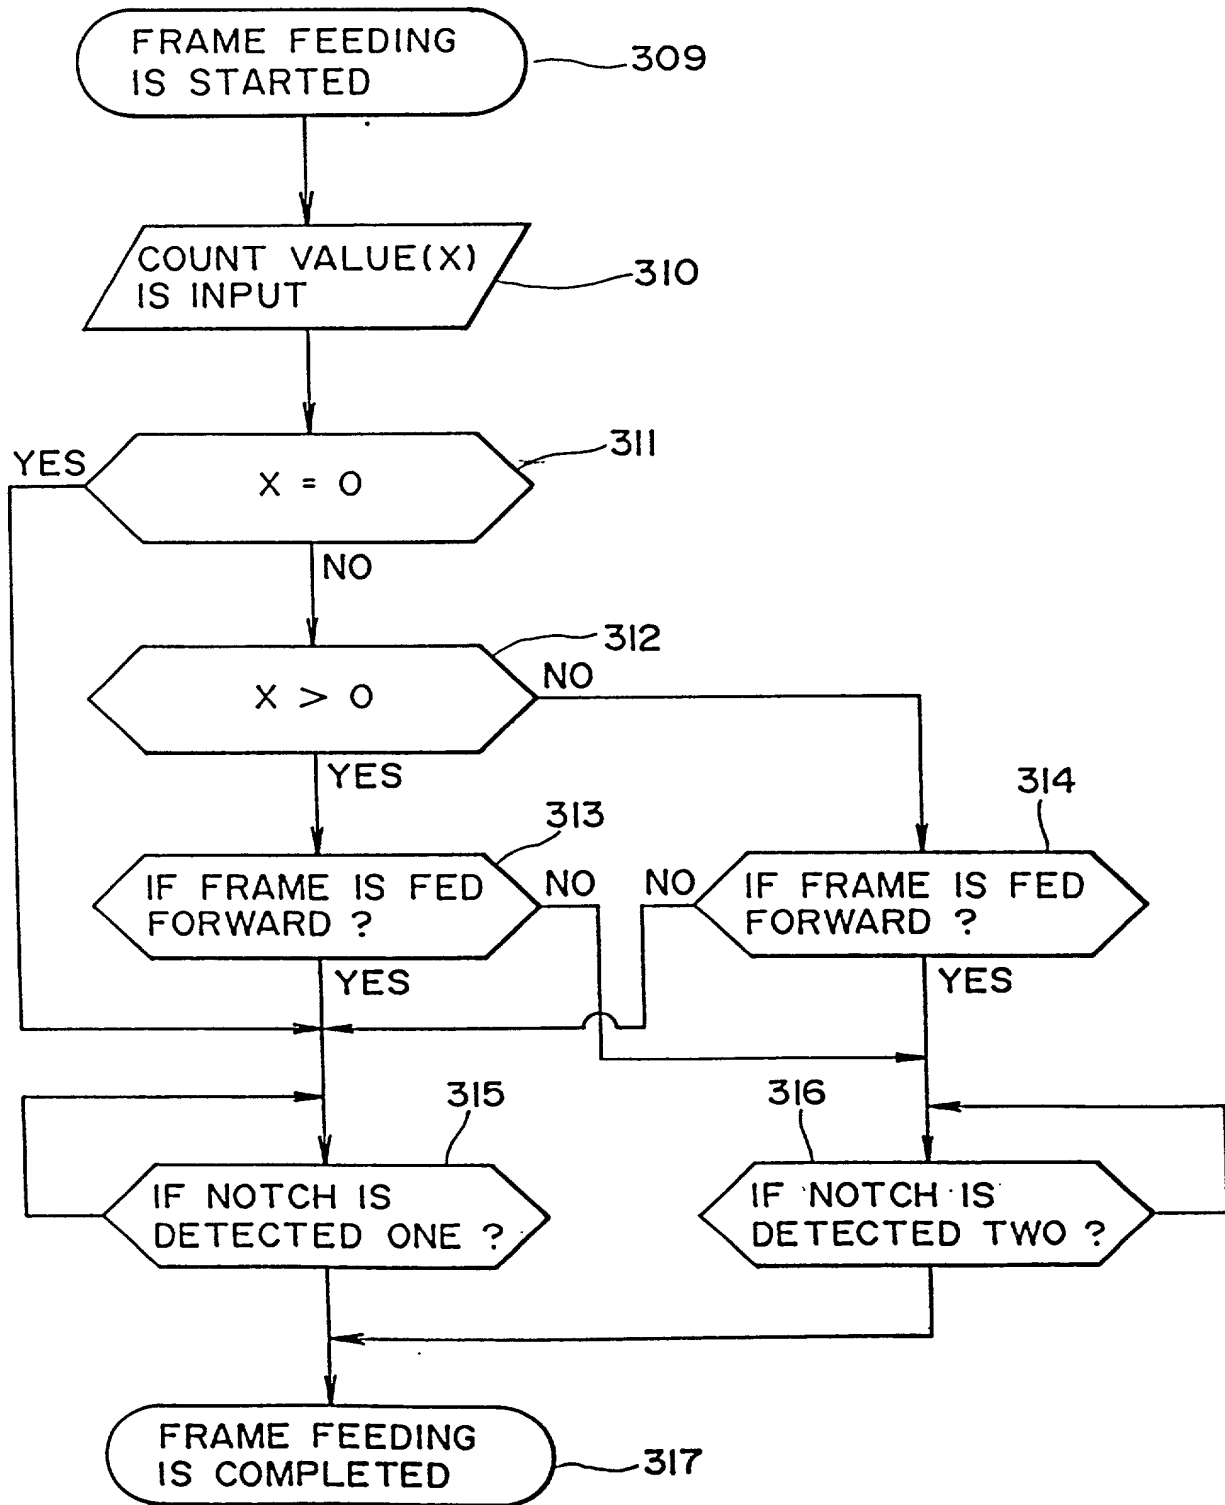 FRAME FEEDING
IS STARTED
309
COUNT VALUE(X)
IS INPUT
310
311
YES
X = 0
NO
312
X > 0
NO
YES
313
314
IF FRAME IS FED
FORWARD ?
NO
NO
IF FRAME IS FED
FORWARD ?
YES
YES
315
316
IF NOTCH IS
DETECTED ONE ?
IF NOTCH IS
DETECTED TWO ?
FRAME FEEDING
IS COMPLETED
317